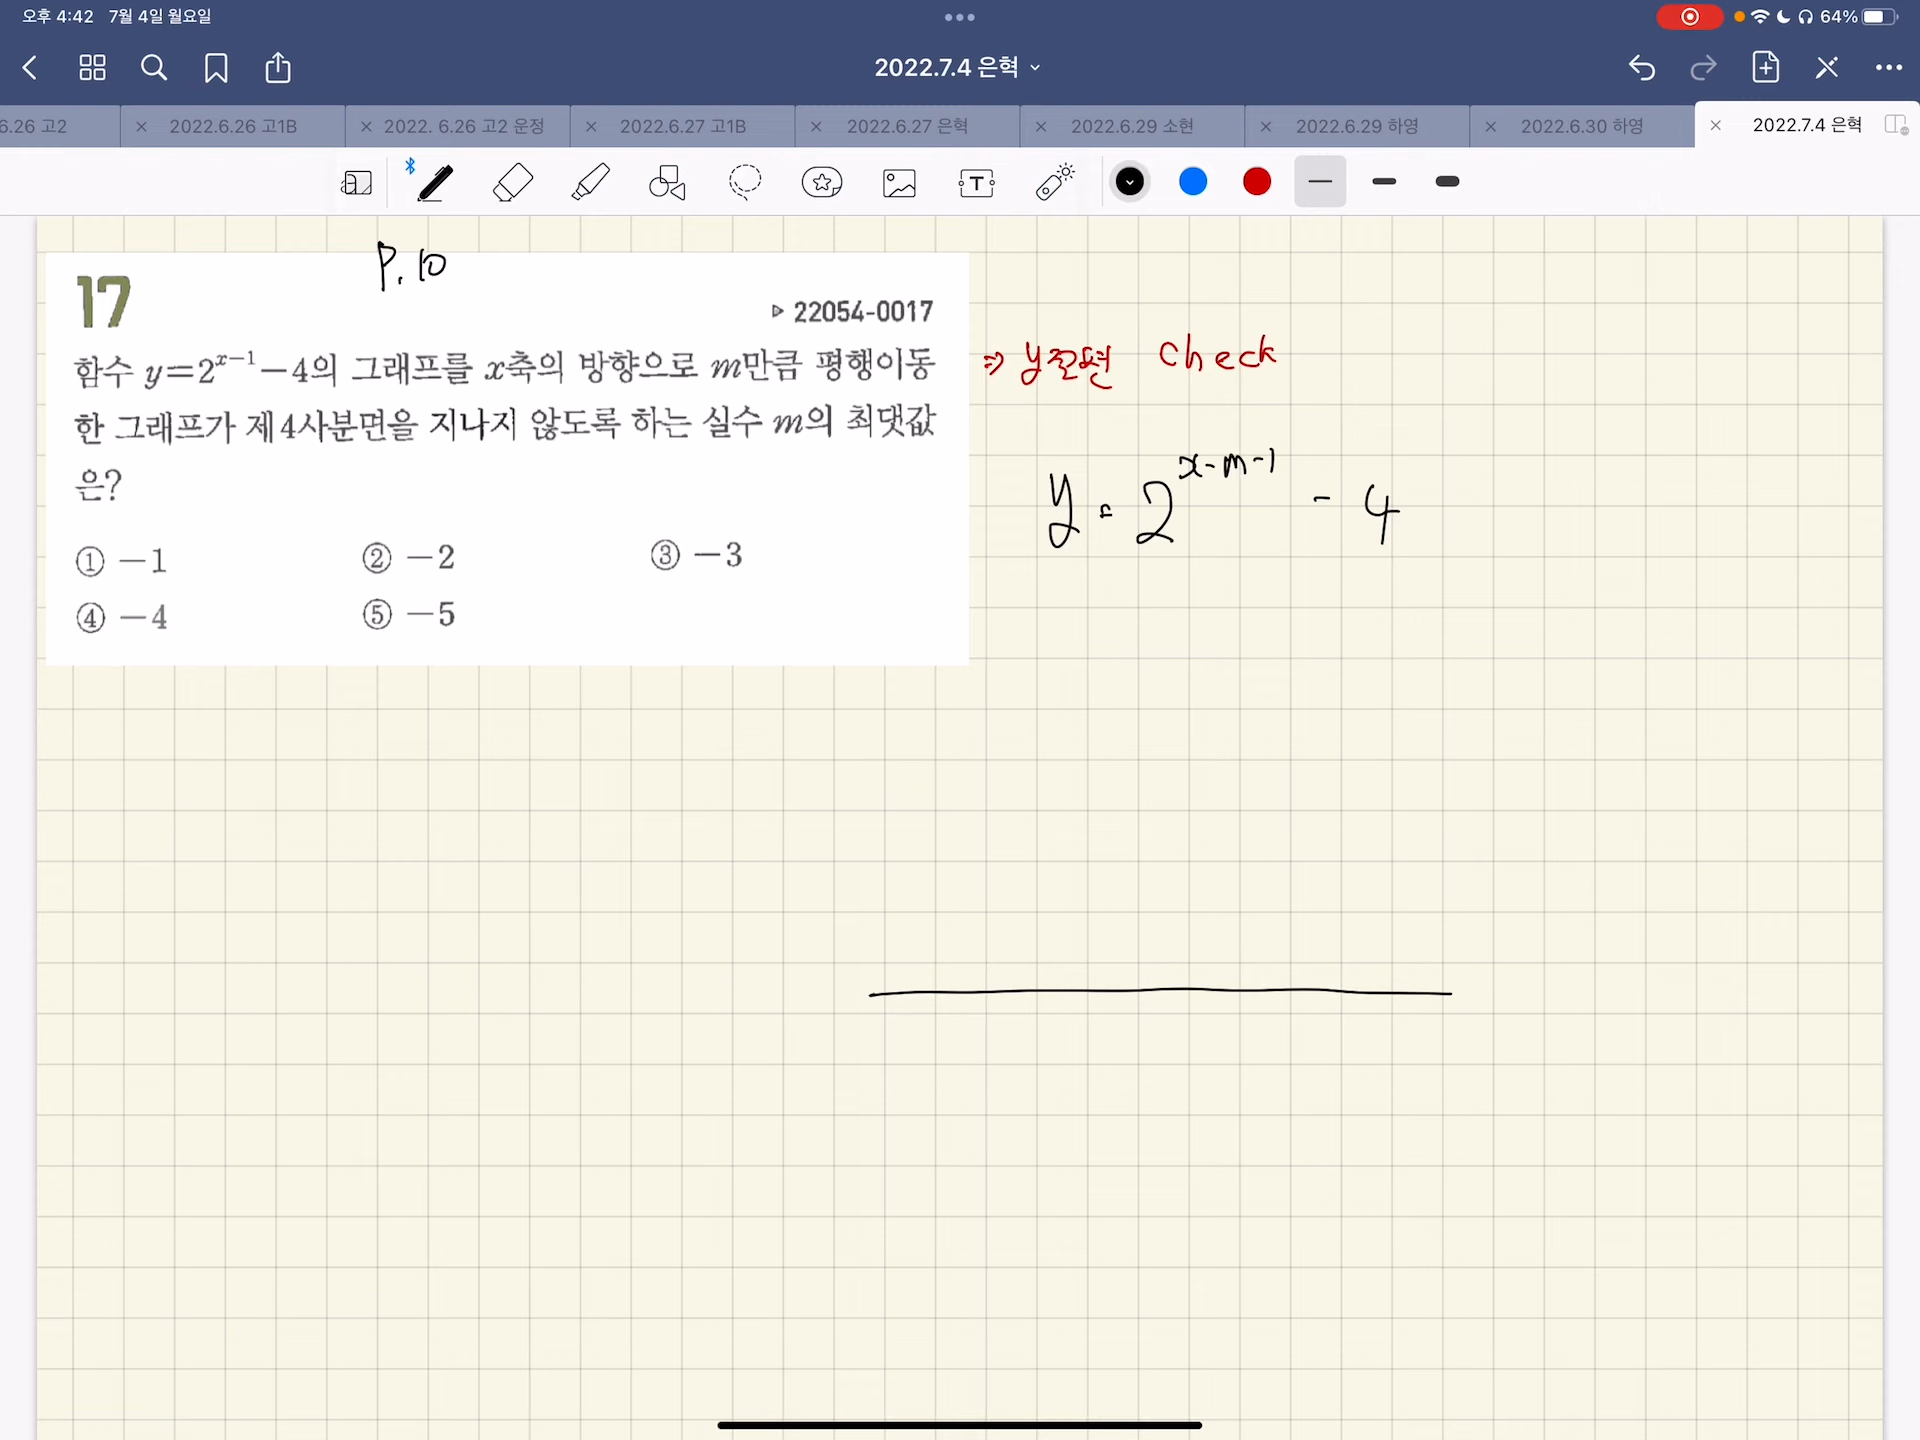 오후 4:42 7월 4일 월요일
64%
2022.7.4 은혁
6.26 고2
2022.6.26 고1B
2022. 6.26 고2 운정
2022.6.27 고1B
2022.6.27 은혁
2022.6.29 소현
2022.6.29 하영
2022.6.30 하영
2022.7.4 은혁
P. 10
17
▷ 22054-0017
함수 y=2^{x-1}-4의 그래프를 x축의 방향으로 m만큼 평행이동
한 그래프가 제4사분면을 지나지 않도록 하는 실수 m의 최댓값
은?
① -1 ② -2 ③ -3
④ -4 ⑤ -5
⇒ y절편 Check
y = 2^{x-m-1} - 4